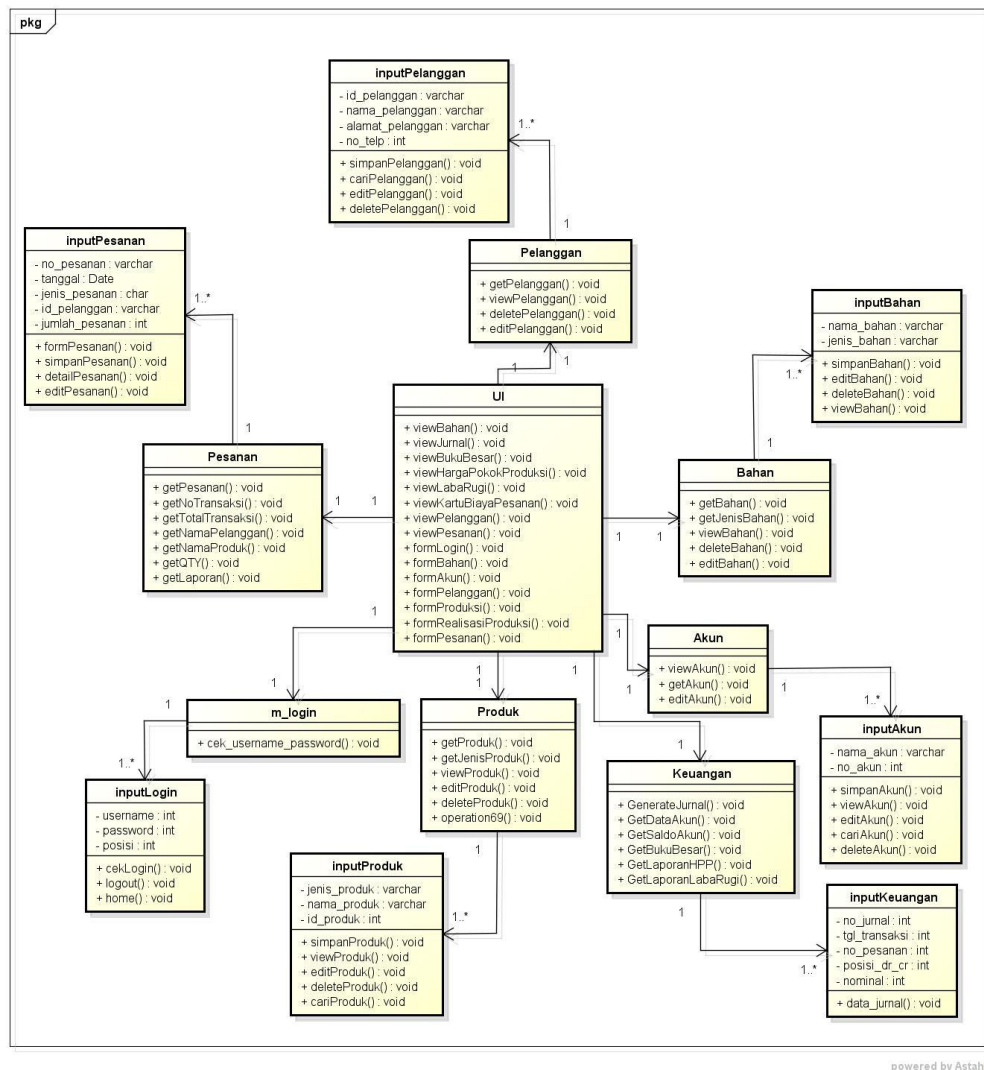 pkg
inputPelanggan
- id_pelanggan : varchar
- nama_pelanggan : varchar
- alamat_pelanggan : varchar
- no_telp : int
+ simpanPelanggan() : void
+ cariPelanggan() : void
+ editPelanggan() : void
+ deletePelanggan() : void
1..*
1
Pelanggan
+ getPelanggan() : void
+ viewPelanggan() : void
+ deletePelanggan() : void
+ editPelanggan() : void
1
1
inputPesanan
- no_pesanan : varchar
- tanggal : Date
- jenis_pesanan : char
- id_pelanggan : varchar
- jumlah_pesanan : int
+ formPesanan() : void
+ simpanPesanan() : void
+ detailPesanan() : void
+ editPesanan() : void
1..*
1
Pesanan
+ getPesanan() : void
+ getNoTransaksi() : void
+ getTotalTransaksi() : void
+ getNamaPelanggan() : void
+ getNamaProduk() : void
+ getQTY() : void
+ getLaporan() : void
1
1
UI
+ viewBahan() : void
+ viewJurnal() : void
+ viewBukuBesar() : void
+ viewHargaPokokProduksi() : void
+ viewLabaRugi() : void
+ viewKartuBiayaPesanan() : void
+ viewPelanggan() : void
+ viewPesanan() : void
+ formLogin() : void
+ formBahan() : void
+ formAkun() : void
+ formPelanggan() : void
+ formProduksi() : void
+ formRealisasiProduksi() : void
+ formPesanan() : void
inputBahan
- nama_bahan : varchar
- jenis_bahan : varchar
+ simpanBahan() : void
+ editBahan() : void
+ deleteBahan() : void
+ viewBahan() : void
1..*
1
Bahan
+ getBahan() : void
+ getJenisBahan() : void
+ viewBahan() : void
+ deleteBahan() : void
+ editBahan() : void
1
1
1
1
Akun
+ viewAkun() : void
+ getAkun() : void
+ editAkun() : void
1
1
1
1..*
inputAkun
- nama_akun : varchar
- no_akun : int
+ simpanAkun() : void
+ viewAkun() : void
+ editAkun() : void
+ cariAkun() : void
+ deleteAkun() : void
m_login
+ cek_username_password() : void
1
1..*
inputLogin
- username : int
- password : int
- posisi : int
+ cekLogin() : void
+ logout() : void
+ home() : void
1
1
Produk
+ getProduk() : void
+ getJenisProduk() : void
+ viewProduk() : void
+ editProduk() : void
+ deleteProduk() : void
+ operation69() : void
1
1..*
inputProduk
- jenis_produk : varchar
- nama_produk : varchar
- id_produk : int
+ simpanProduk() : void
+ viewProduk() : void
+ editProduk() : void
+ deleteProduk() : void
+ cariProduk() : void
1
1
Keuangan
+ GenerateJurnal() : void
+ GetDataAkun() : void
+ GetSaldoAkun() : void
+ GetBukuBesar() : void
+ GetLaporanHPP() : void
+ GetLaporanLabaRugi() : void
1
1..*
inputKeuangan
- no_jurnal : int
- tgl_transaksi : int
- no_pesanan : int
- posisi_dr_cr : int
- nominal : int
+ data_jurnal() : void
powered by Astah